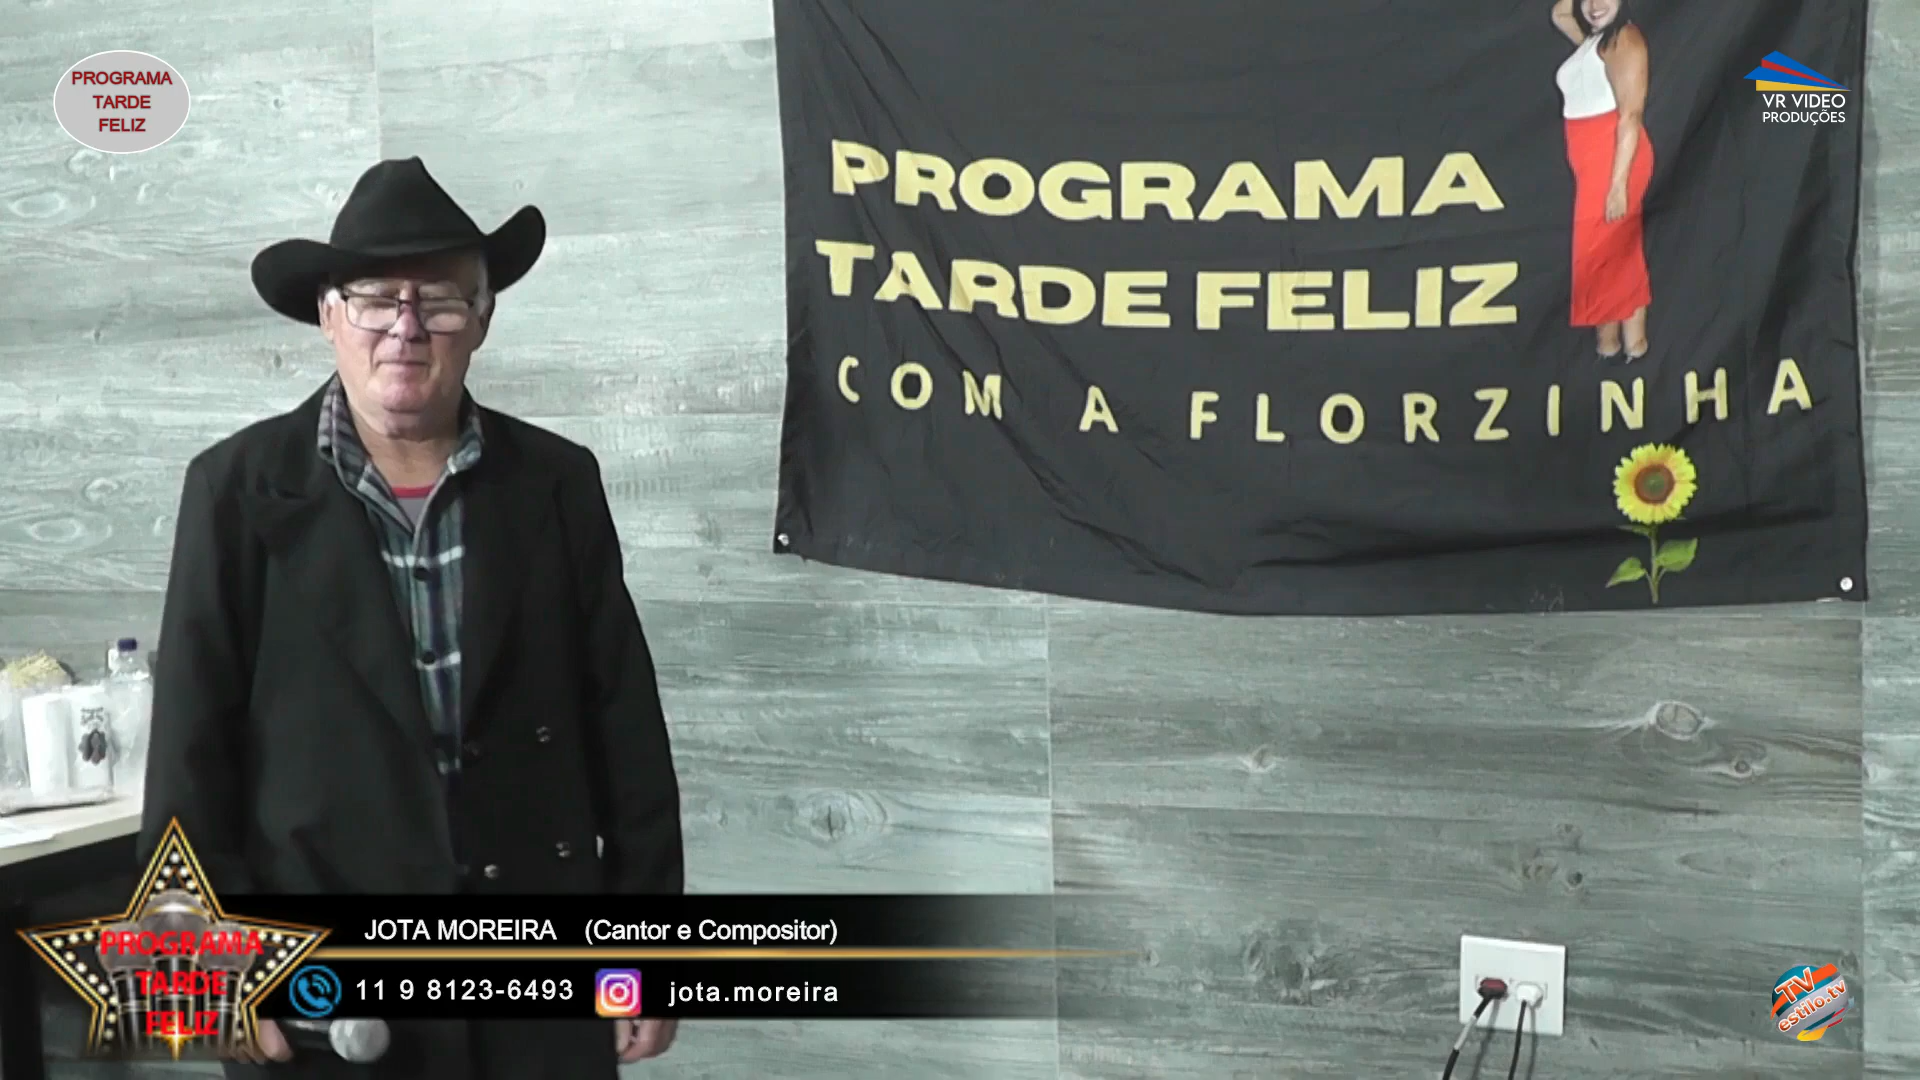 PROGRAMA
TARDE
FELIZ
VR VIDEO
PRODUÇÕES
PROGRAMA
TARDE FELIZ
COM A FLORZINHA
JOTA MOREIRA (Cantor e Compositor)
11 9 8123-6493
jota.moreira
PROGRAMA
TARDE
FELIZ
TV
estilo.tv